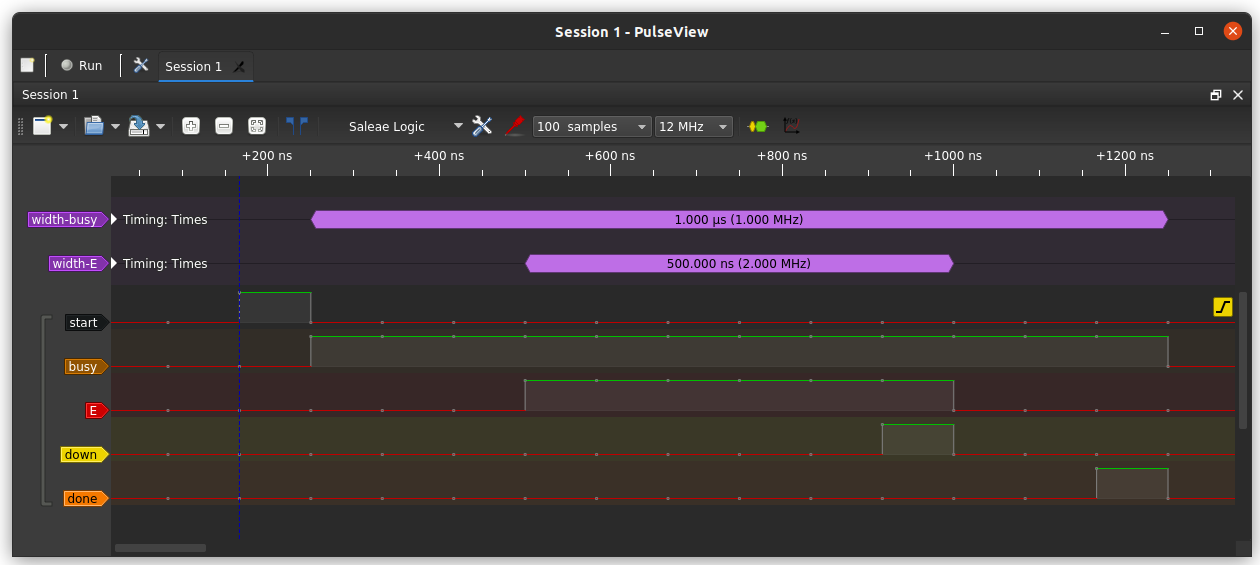 Session 1 - PulseView
Run
Session 1
Session 1
Saleae Logic
100 samples
12 MHz
+200 ns +400 ns +600 ns +800 ns +1000 ns +1200 ns
width-busy Timing: Times 1.000 µs (1.000 MHz)
width-E Timing: Times 500.000 ns (2.000 MHz)
start
busy
E
down
done